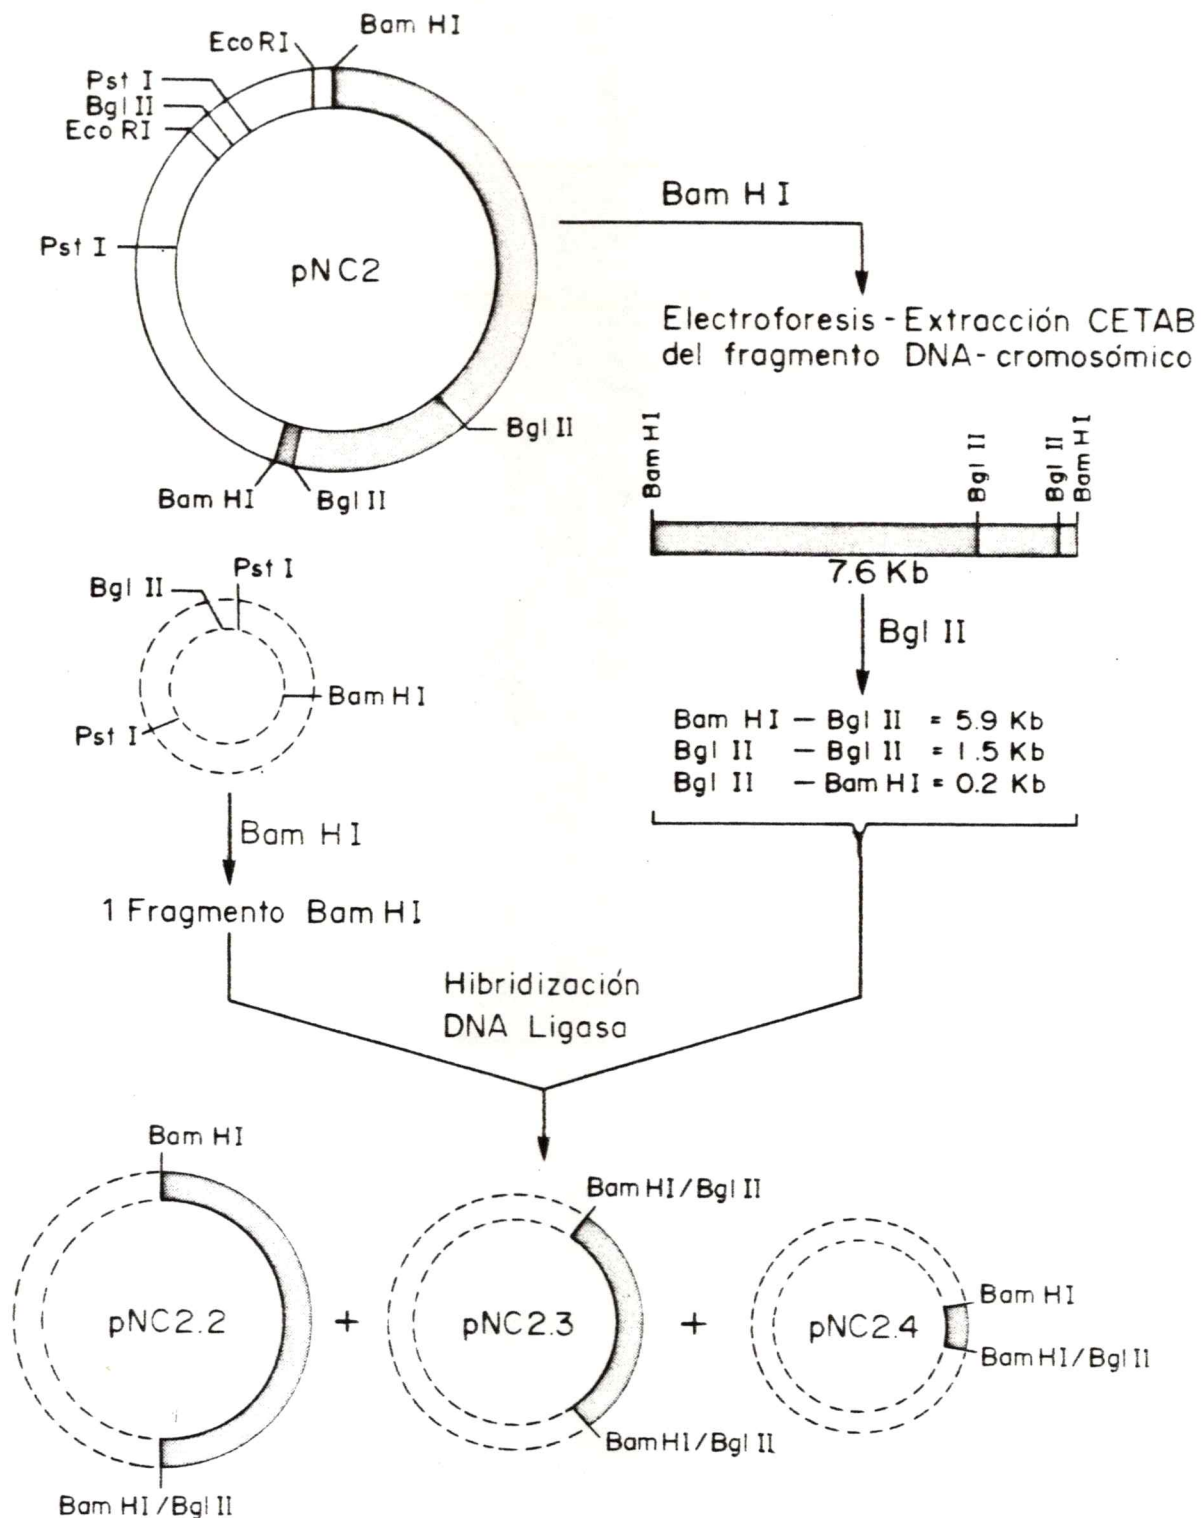 Bam HI
Eco RI
Pst I
Bgl II
Eco RI
Pst I
pNC2
Bgl II
Bam HI
Bgl II
Bam H I
Electroforesis - Extracción CETAB
del fragmento DNA - cromosómico
Bam HI
Bgl II
Bgl II
Bam HI
7.6 Kb
Bgl II
Bam HI — Bgl II = 5.9 Kb
Bgl II — Bgl II = 1.5 Kb
Bgl II — Bam HI = 0.2 Kb
Pst I
Bgl II
Bam HI
Pst I
Bam HI
1 Fragmento Bam HI
Hibridización
DNA Ligasa
Bam HI
pNC2.2
Bam HI/Bgl II
+
Bam HI/Bgl II
pNC2.3
Bam HI/Bgl II
+
Bam HI
pNC2.4
Bam HI/Bgl II